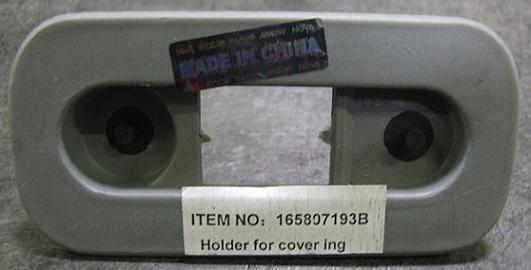 MADE IN CHINA
ITEM NO: 165807193B
Holder for cover ing